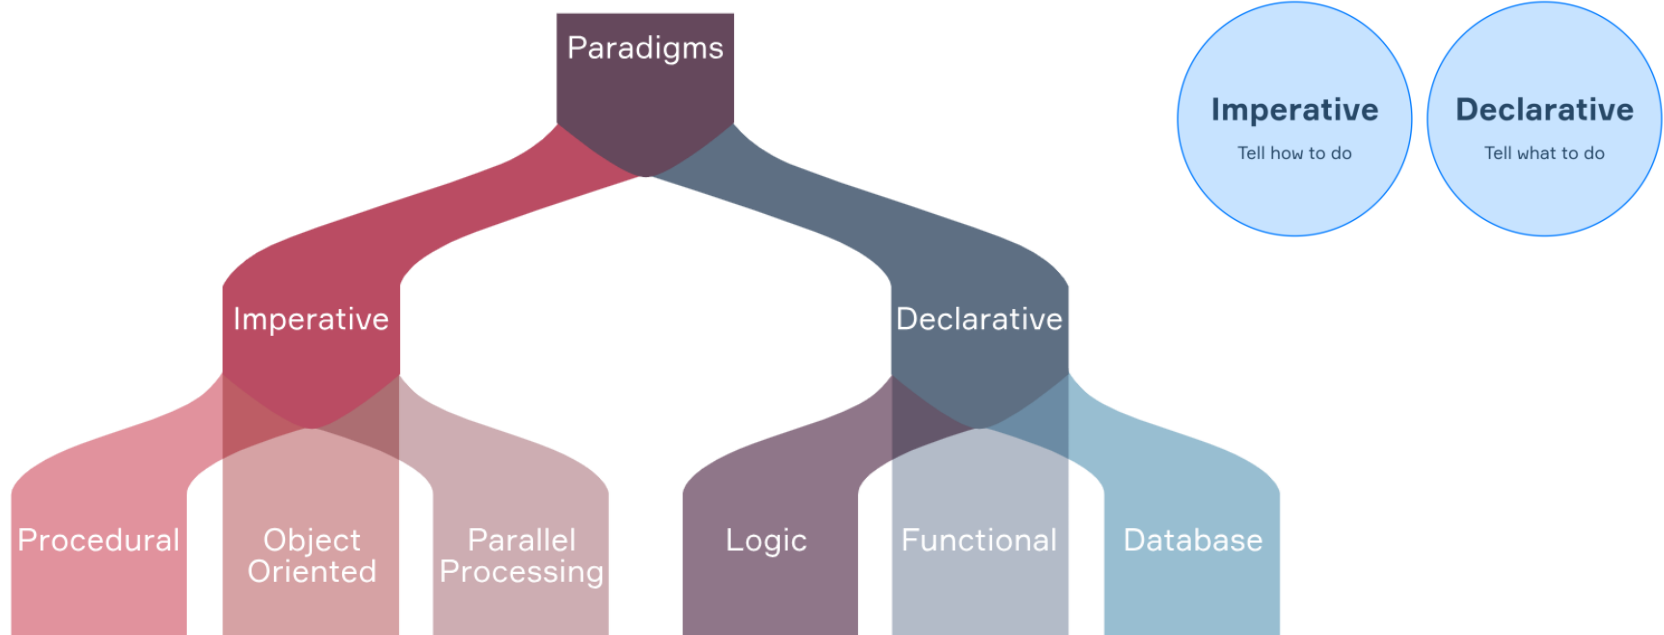 Paradigms
Imperative
Tell how to do
Declarative
Tell what to do
Imperative
Declarative
Procedural
Object
Oriented
Parallel
Processing
Logic
Functional
Database